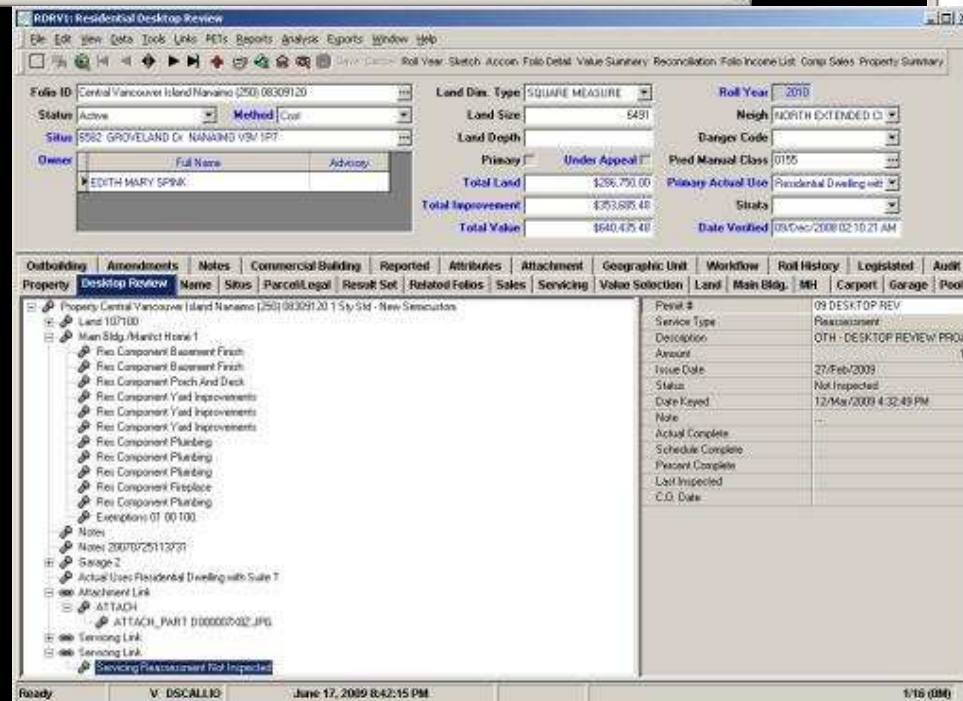 RDRV1: Residential Desktop Review
File Edit View Data Tools Links PETs Reports Analysis Exports Window Help
Save Cancel Roll Year Sketch Accom Folio Detail Value Summary Reconciliation Folio Income List Comp Sales Property Summary
Folio ID Central Vancouver Island Nanaimo (250) 08309120 Land Dim. Type SQUARE MEASURE Roll Year 2010
Status Active Method Cost Land Size 6491 Neigh NORTH EXTENDED CI
Situs 6582 GROVELAND Dr NANAIMO V9V 1P7 Land Depth Danger Code
Owner Full Name Advisory Primary Under Appeal Pred Manual Class 0155
EDITH MARY SPINK Total Land $286,750.00 Primary Actual Use Residential Dwelling with
Total Improvement $353,685.48 Strata
Total Value $640,435.48 Date Verified 09/Dec/2008 02:10:21 AM
Outbuilding Amendments Notes Commercial Building Reported Attributes Attachment Geographic Unit Workflow Roll History Legislated Audit
Property Desktop Review Name Situs Parcel/Legal Result Set Related Folios Sales Servicing Value Selection Land Main Bldg. MH Carport Garage Pool
Property Central Vancouver Island Nanaimo (250) 08309120 1 Sty Std - New Semicustom
Land 107100
Main Bldg./Manfct Home 1
Res Component Basement Finish
Res Component Basement Finish
Res Component Porch And Deck
Res Component Yard Improvements
Res Component Yard Improvements
Res Component Yard Improvements
Res Component Plumbing
Res Component Plumbing
Res Component Plumbing
Res Component Fireplace
Res Component Plumbing
Exemptions 01 00 100.
Notes
Notes 20070725113731
Garage 2
Actual Uses Residential Dwelling with Suite T
Attachment Link
ATTACH
Servicing Link
Servicing Link
Servicing Reassessment Not Inspected
Permit # 09 DESKTOP REV
Service Type Reassessment
Description OTH - DESKTOP REVIEW PROJ
Amount 1
Issue Date 27/Feb/2009
Status Not Inspected
Date Keyed 12/Mar/2009 4:32:49 PM
Note ...
Actual Complete
Schedule Complete
Percent Complete
Last Inspected
C.O. Date
Ready V_DSCALLIO June 17, 2009 8:42:15 PM 1/16 (0M)